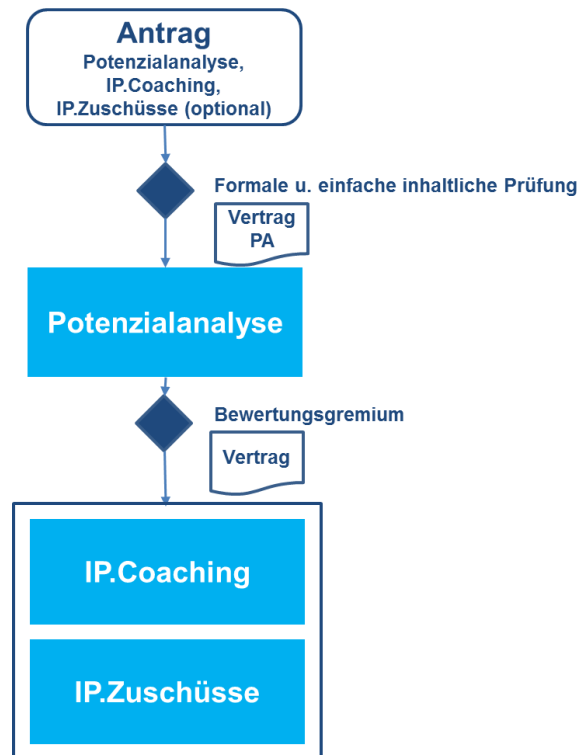 Antrag
Potenzialanalyse,
IP.Coaching,
IP.Zuschüsse (optional)
Formale u. einfache inhaltliche Prüfung
Vertrag
PA
Potenzialanalyse
Bewertungsgremium
Vertrag
IP.Coaching
IP.Zuschüsse